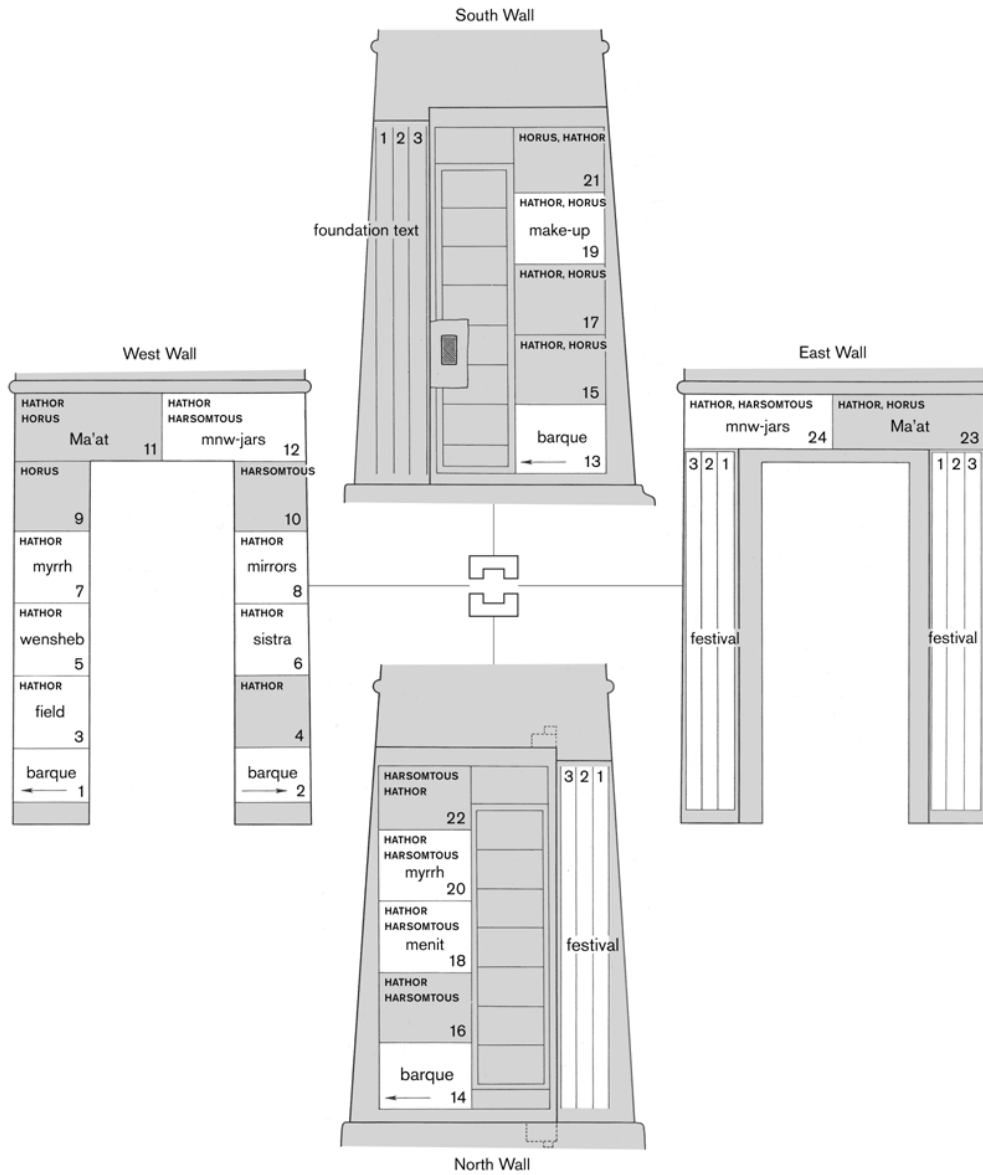 South Wall
1 2 3
HORUS, HATHOR
21
HATHOR, HORUS
make-up
19
foundation text
HATHOR, HORUS
17
HATHOR, HORUS
15
barque
13
West Wall
HATHOR
HORUS
Ma'at
11
HATHOR
HARSOMTOUS
mnw-jars
12
HORUS
9
HARSOMTOUS
10
HATHOR
myrrh
7
HATHOR
mirrors
8
HATHOR
wensheb
5
HATHOR
sistra
6
HATHOR
field
3
HATHOR
4
barque
1
barque
2
East Wall
HATHOR, HARSOMTOUS
mnw-jars
24
HATHOR, HORUS
Ma'at
23
3 2 1
1 2 3
festival
festival
HARSOMTOUS
HATHOR
22
3 2 1
HATHOR
HARSOMTOUS
myrrh
20
HATHOR
HARSOMTOUS
menit
18
festival
HATHOR
HARSOMTOUS
16
barque
14
North Wall